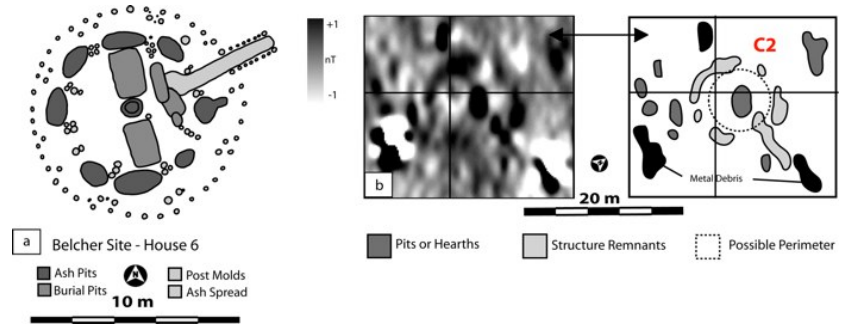 +1
nT
-1
C2
Metal Debris
b
20 m
a
Belcher Site - House 6
N
Ash Pits
Post Molds
Burial Pits
Ash Spread
10 m
Pits or Hearths
Structure Remnants
Possible Perimeter